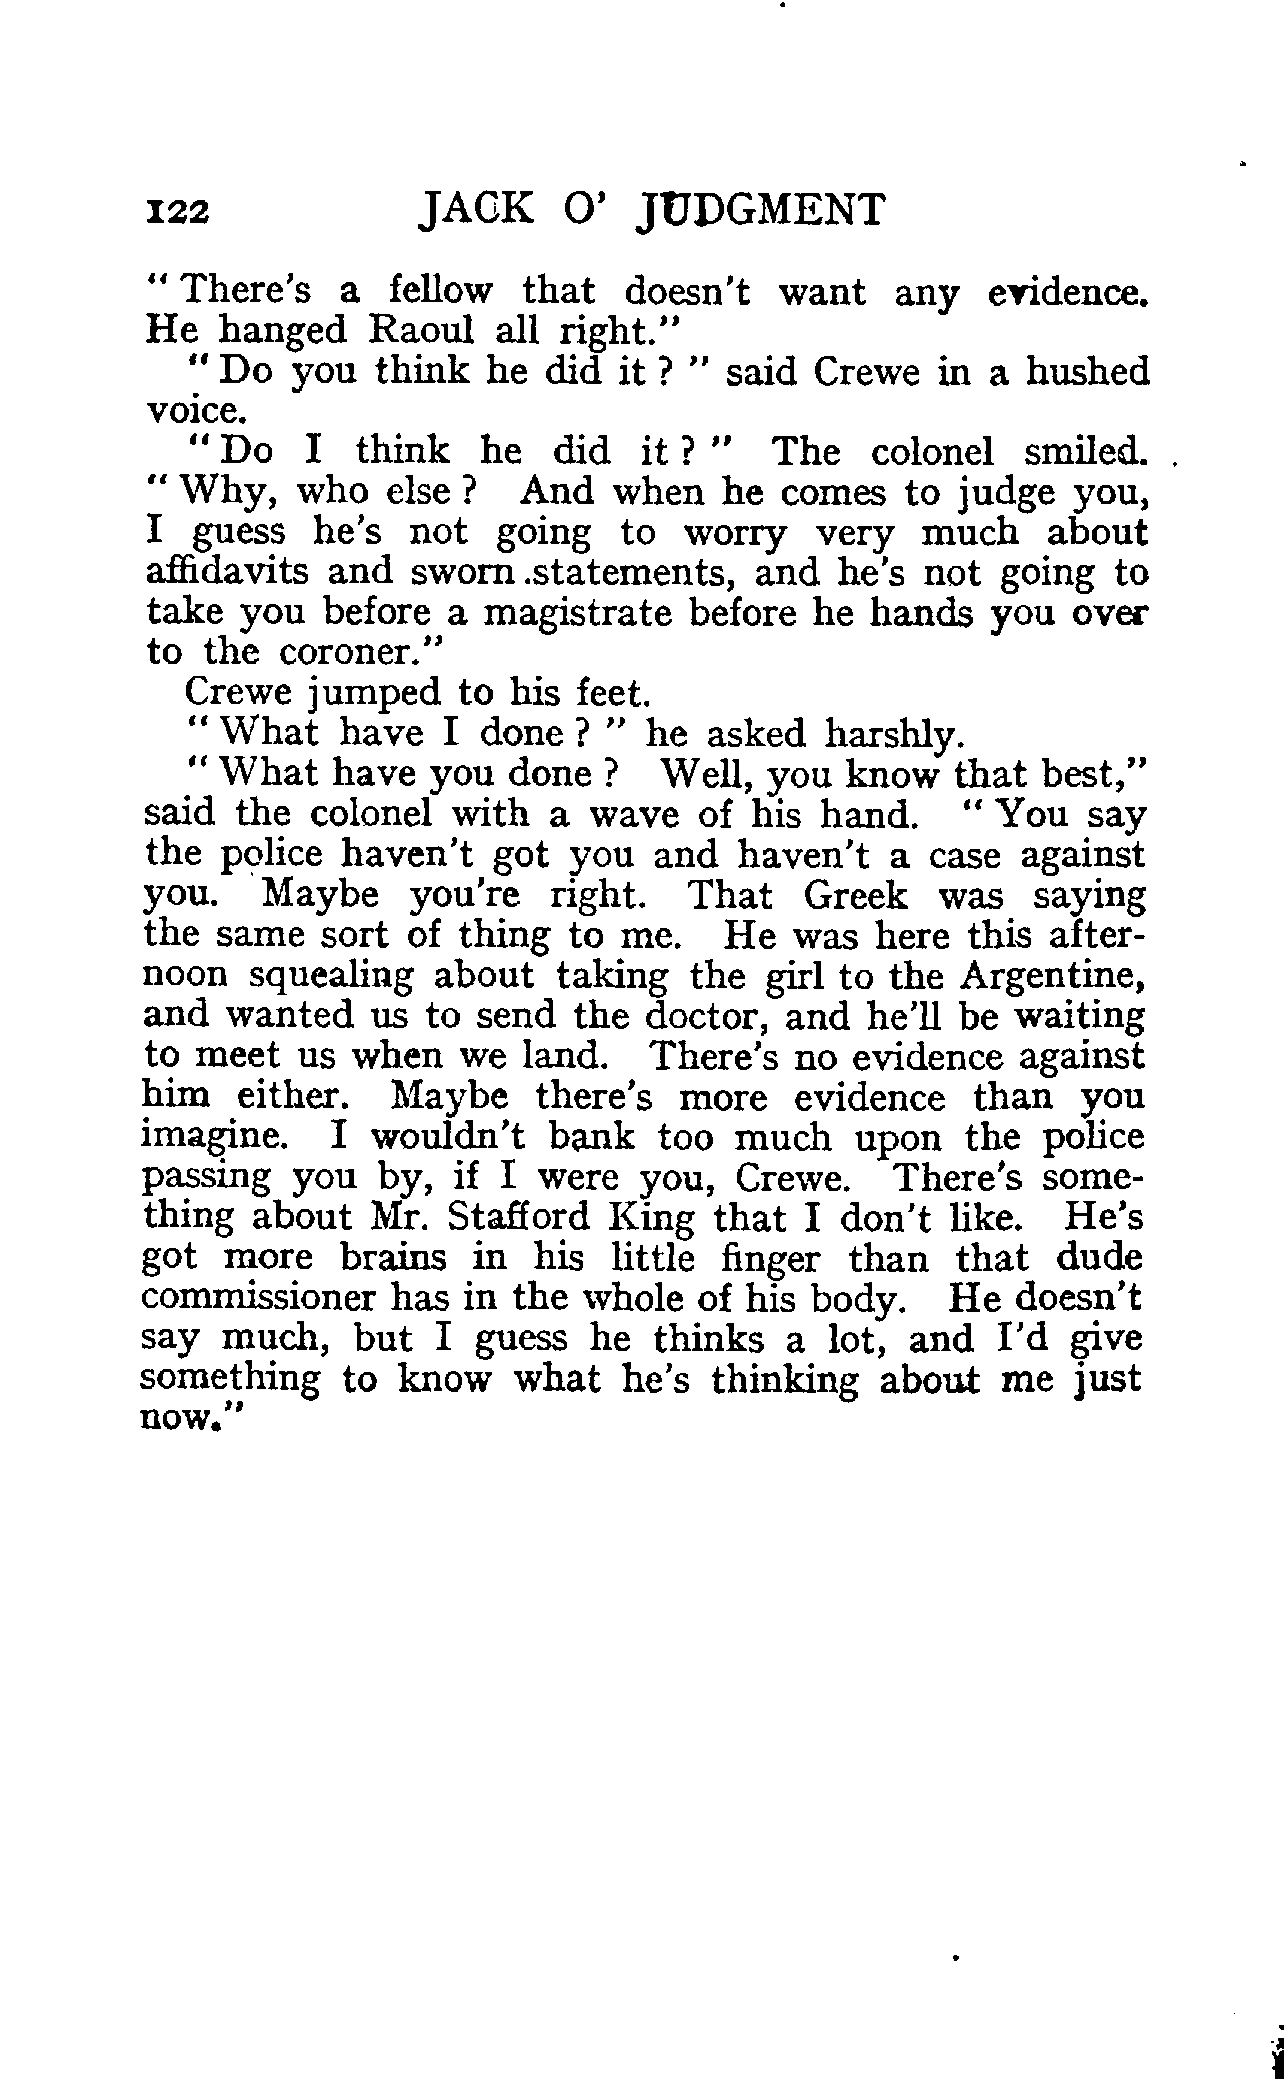 122 JACK O' JUDGMENT
" There's a fellow that doesn't want any evidence.
He hanged Raoul all right."
" Do you think he did it ? " said Crewe in a hushed
voice.
" Do I think he did it ? " The colonel smiled.
" Why, who else ? And when he comes to judge you,
I guess he's not going to worry very much about
affidavits and sworn statements, and he's not going to
take you before a magistrate before he hands you over
to the coroner."
Crewe jumped to his feet.
" What have I done ? " he asked harshly.
" What have you done ? Well, you know that best,"
said the colonel with a wave of his hand. " You say
the police haven't got you and haven't a case against
you. Maybe you're right. That Greek was saying
the same sort of thing to me. He was here this after-
noon squealing about taking the girl to the Argentine,
and wanted us to send the doctor, and he'll be waiting
to meet us when we land. There's no evidence against
him either. Maybe there's more evidence than you
imagine. I wouldn't bank too much upon the police
passing you by, if I were you, Crewe. There's some-
thing about Mr. Stafford King that I don't like. He's
got more brains in his little finger than that dude
commissioner has in the whole of his body. He doesn't
say much, but I guess he thinks a lot, and I'd give
something to know what he's thinking about me just
now."